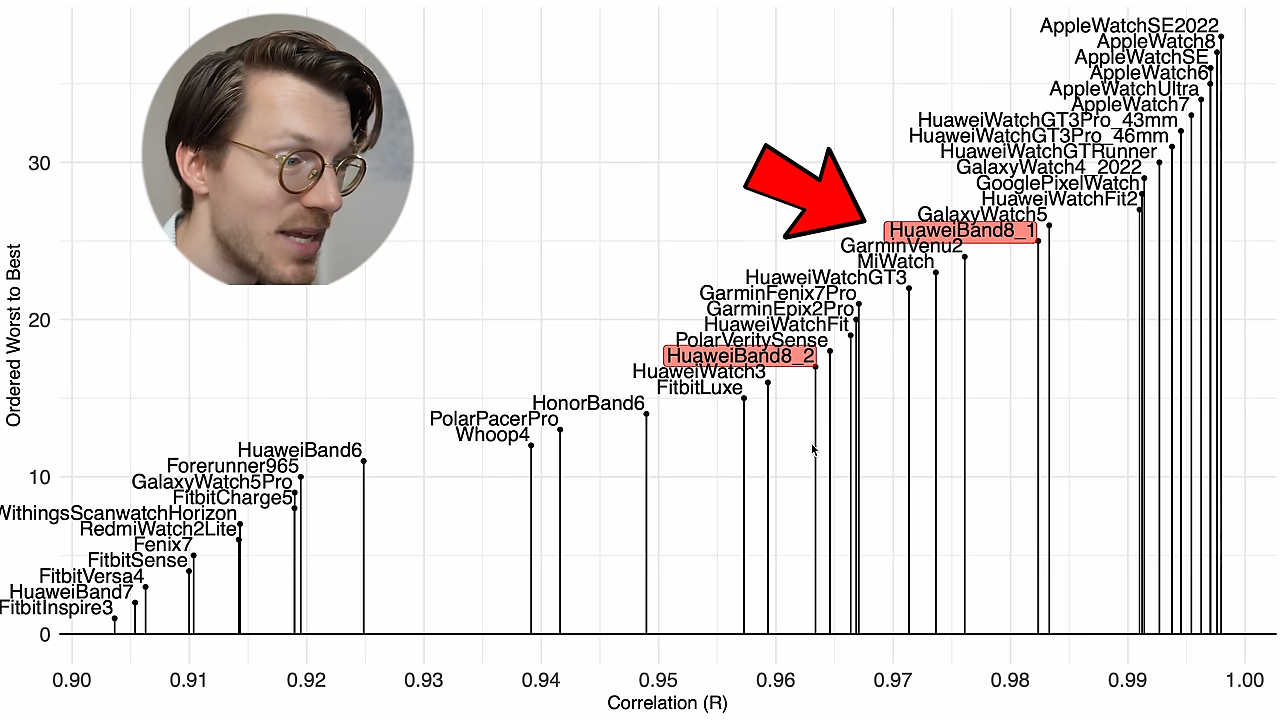 AppleWatchSE2022
AppleWatch8
AppleWatchSE
AppleWatch6
AppleWatchUltra
AppleWatch7
HuaweiWatchGT3Pro_43mm
HuaweiWatchGT3Pro_46mm
HuaweiWatchGTRunner
GalaxyWatch4_2022
GooglePixelWatch
HuaweiWatchFit2
GalaxyWatch5
HuaweiBand8_1
GarminVenu2
MiWatch
HuaweiWatchGT3
GarminFenix7Pro
GarminEpix2Pro
HuaweiWatchFit
PolarVeritySense
HuaweiBand8_2
HuaweiWatch3
FitbitLuxe
HonorBand6
PolarPacerPro
Whoop4
HuaweiBand6
Forerunner965
GalaxyWatch5Pro
FitbitCharge5
WithingsScanwatchHorizon
RedmiWatch2Lite
Fenix7
FitbitSense
FitbitVersa4
HuaweiBand7
FitbitInspire3
30
20
10
0
Ordered Worst to Best
0.90 0.91 0.92 0.93 0.94 0.95 0.96 0.97 0.98 0.99 1.00
Correlation (R)